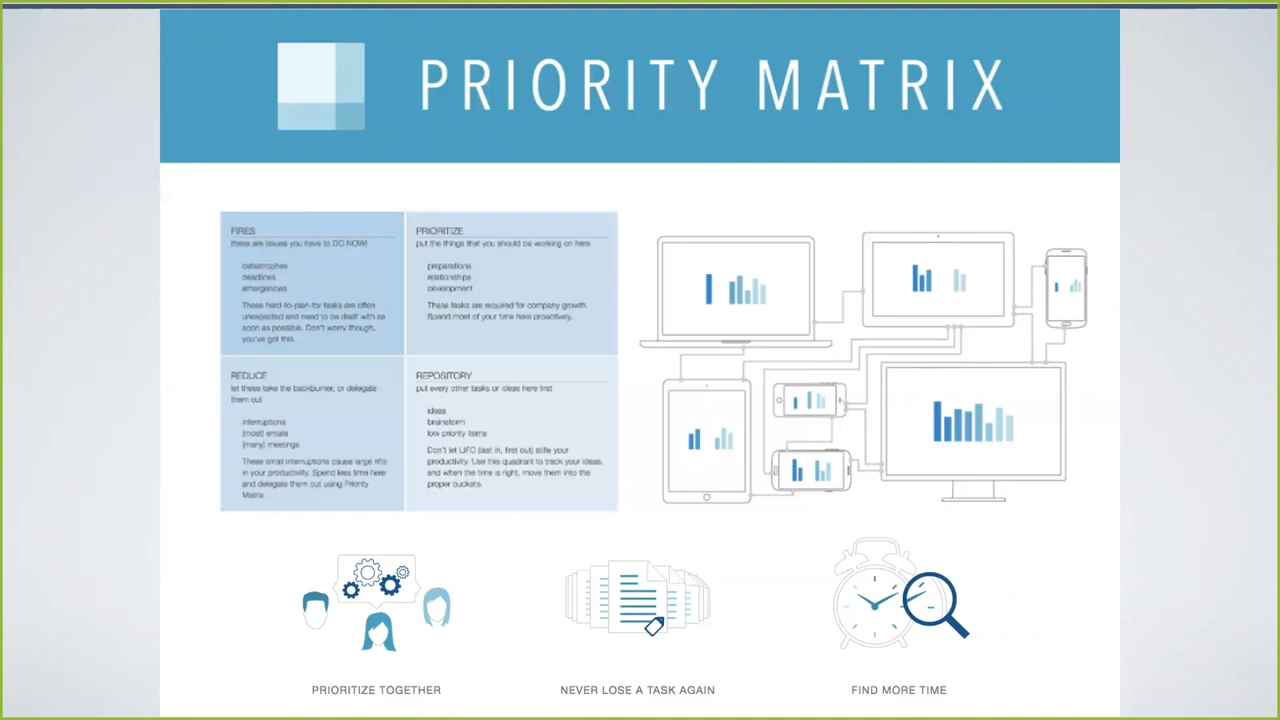 PRIORITY MATRIX
FIRES
these are issues you have to DO NOW!
catastrophes
deadlines
emergencies
These hard-to-plan-for tasks are often
unexpected and need to be dealt with as
soon as possible. Don't worry though,
you've got this.
PRIORITIZE
put the things that you should be working on here
preparations
relationships
development
These tasks are required for company growth.
Spend most of your time here proactively.
REDUCE
let these take the backburner, or delegate
them out
interruptions
(most) emails
(many) meetings
These small interruptions cause large rifts
in your productivity. Spend less time here
and delegate them out using Priority
Matrix.
REPOSITORY
put every other tasks or ideas here first
ideas
brainstorm
low priority items
Don't let LIFO (last in, first out) stifle your
productivity. Use this quadrant to track your ideas,
and when the time is right, move them into the
proper buckets.
PRIORITIZE TOGETHER
NEVER LOSE A TASK AGAIN
FIND MORE TIME